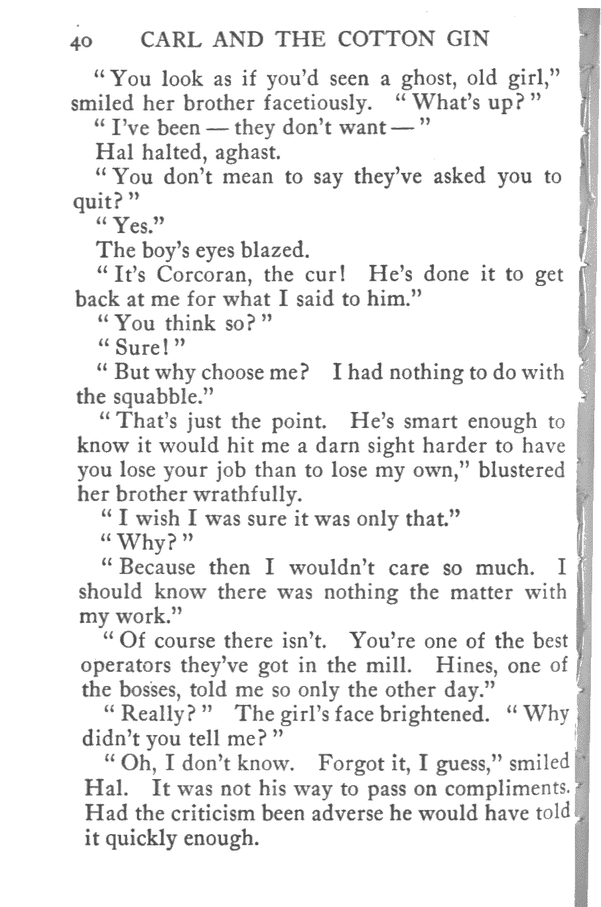 40 CARL AND THE COTTON GIN
“ You look as if you’d seen a ghost, old girl,”
smiled her brother facetiously. “ What’s up? ”
“ I’ve been — they don’t want — ”
Hal halted, aghast.
“ You don’t mean to say they’ve asked you to
quit? ”
“ Yes.”
The boy’s eyes blazed.
“ It’s Corcoran, the cur! He’s done it to get
back at me for what I said to him.”
“ You think so? ”
“ Sure! ”
“ But why choose me? I had nothing to do with
the squabble.”
“ That’s just the point. He’s smart enough to
know it would hit me a darn sight harder to have
you lose your job than to lose my own,” blustered
her brother wrathfully.
“ I wish I was sure it was only that.”
“ Why? ”
“ Because then I wouldn’t care so much. I
should know there was nothing the matter with
my work.”
“ Of course there isn’t. You’re one of the best
operators they’ve got in the mill. Hines, one of
the bosses, told me so only the other day.”
“ Really? ” The girl’s face brightened. “ Why
didn’t you tell me? ”
“ Oh, I don’t know. Forgot it, I guess,” smiled
Hal. It was not his way to pass on compliments.
Had the criticism been adverse he would have told
it quickly enough.